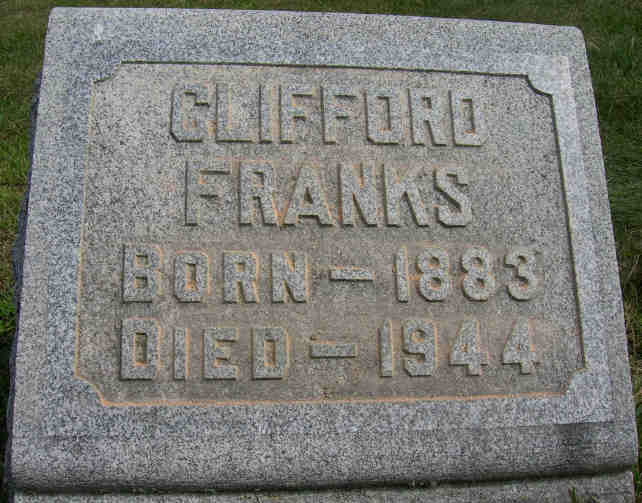 CLIFFORD
FRANKS
BORN – 1883
DIED – 1944